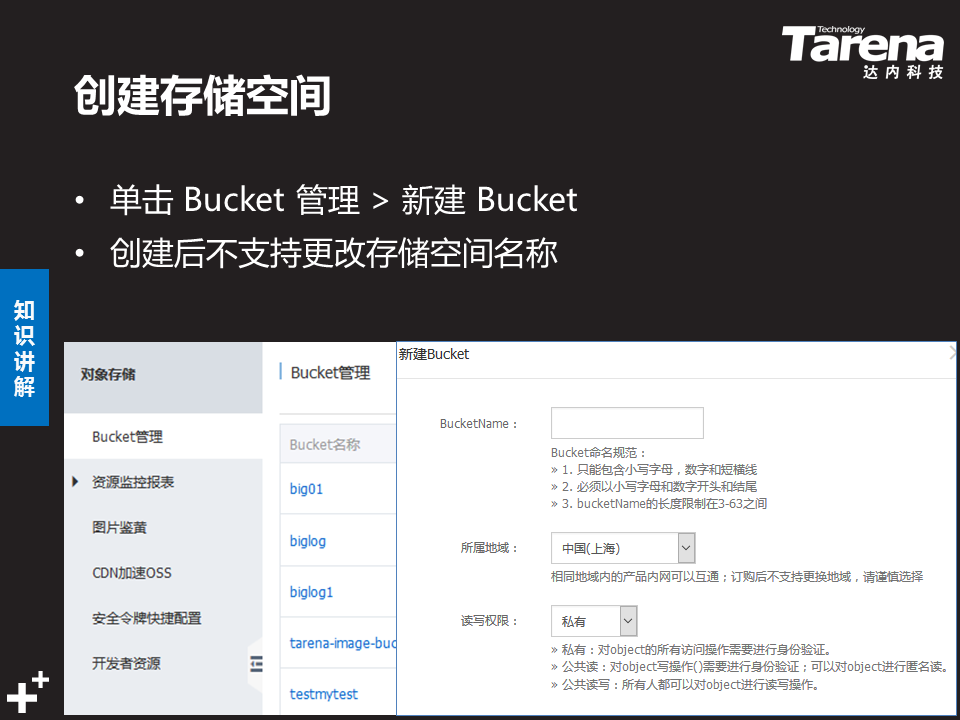 Technology
Tarena
达内科技
创建存储空间
• 单击 Bucket 管理 > 新建 Bucket
• 创建后不支持更改存储空间名称
知识讲解
对象存储
Bucket管理
资源监控报表
图片鉴黄
CDN加速OSS
安全令牌快捷配置
开发者资源
Bucket管理
Bucket名称
big01
biglog
biglog1
tarena-image-buc
testmytest
新建Bucket
BucketName：
Bucket命名规范：
» 1. 只能包含小写字母，数字和短横线
» 2. 必须以小写字母和数字开头和结尾
» 3. bucketName的长度限制在3-63之间
所属地域： 中国(上海)
相同地域内的产品内网可以互通；订购后不支持更换地域，请谨慎选择
读写权限： 私有
» 私有：对object的所有访问操作需要进行身份验证。
» 公共读：对object写操作()需要进行身份验证；可以对object进行匿名读。
» 公共读写：所有人都可以对object进行读写操作。